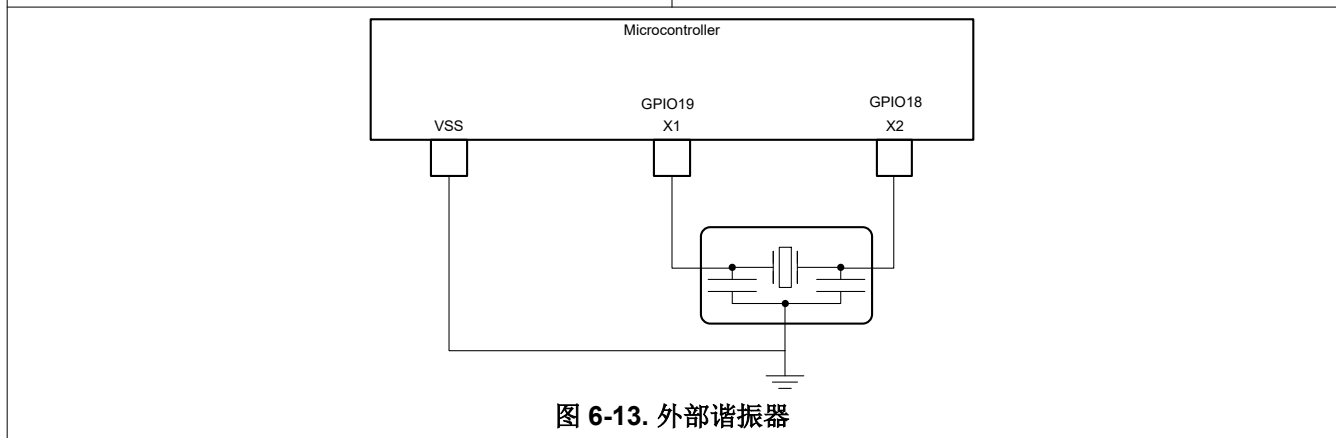 Microcontroller
GPIO19
GPIO18
VSS
X1
X2
图 6-13. 外部谐振器